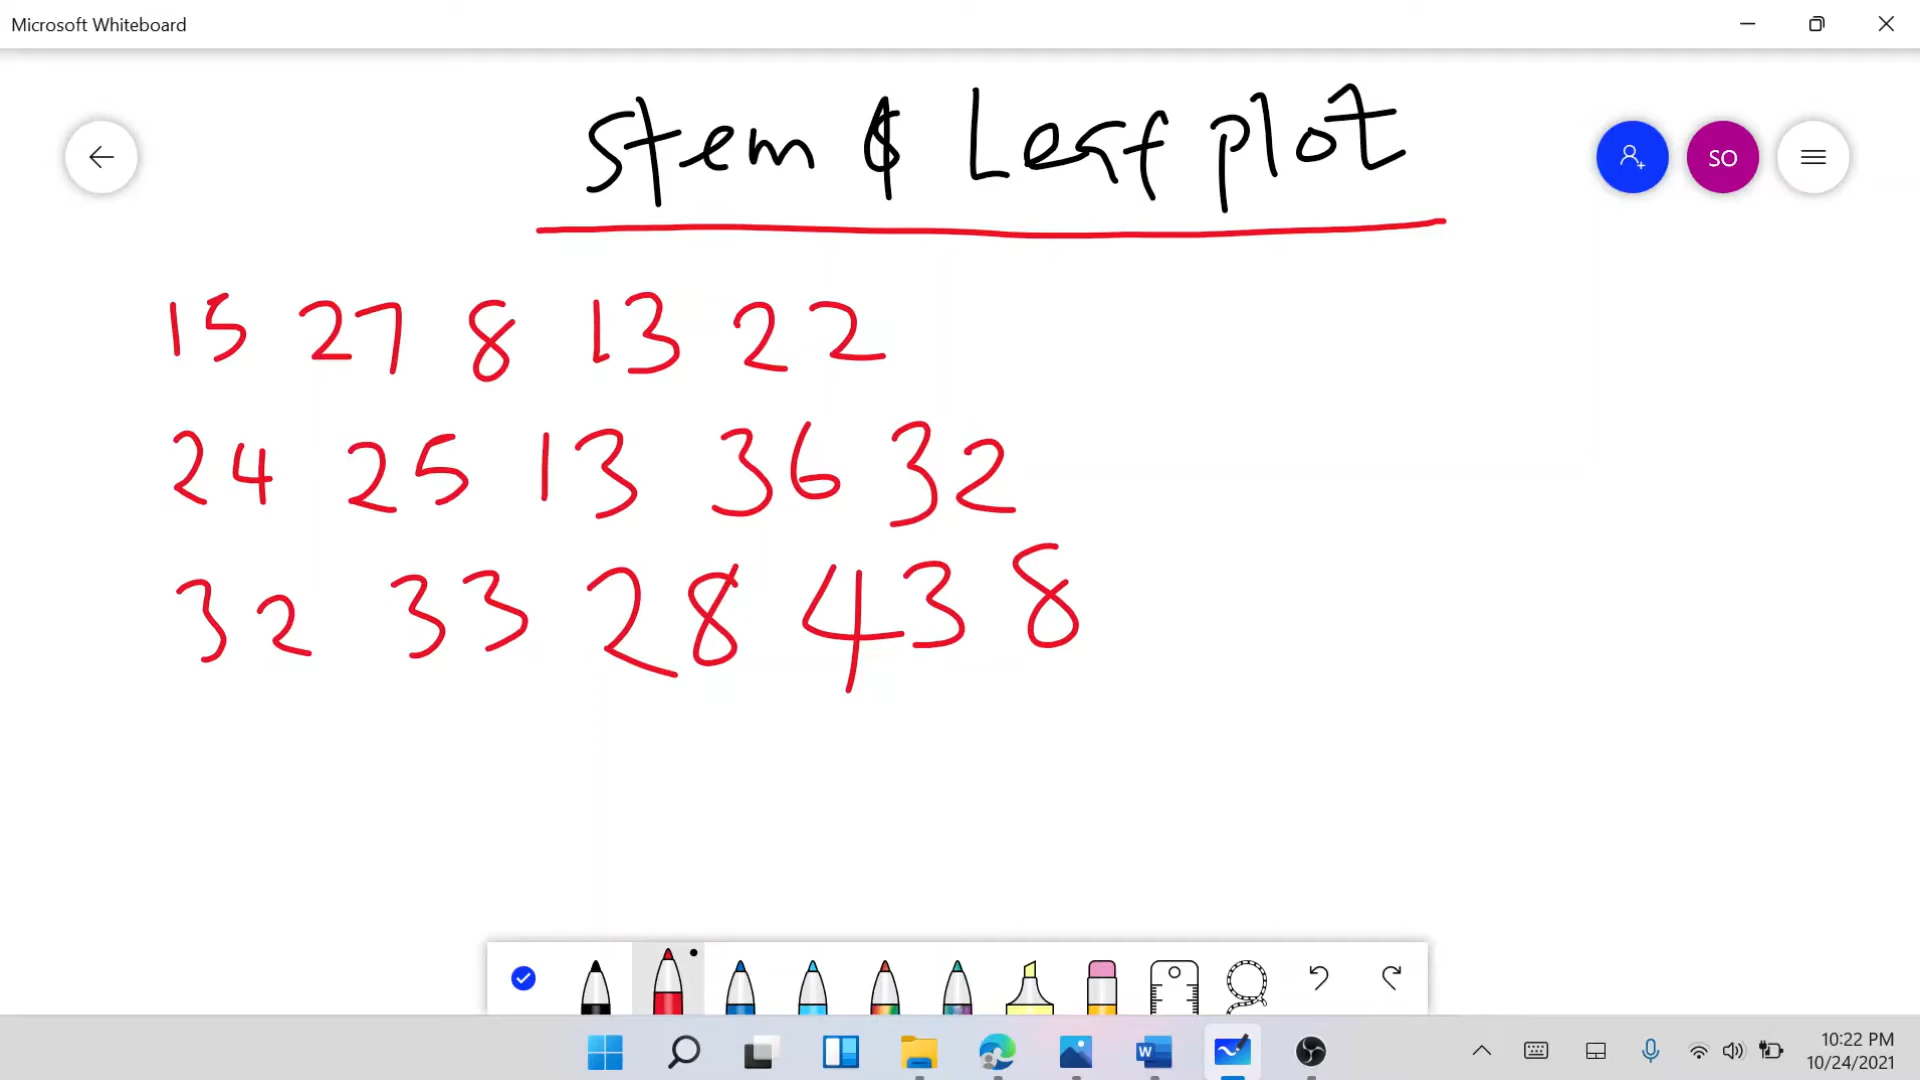 Microsoft Whiteboard
Stem & Leaf plot
SO
15 27 8 13 22
24 25 13 36 32
32 33 28 43 8
10:22 PM
10/24/2021